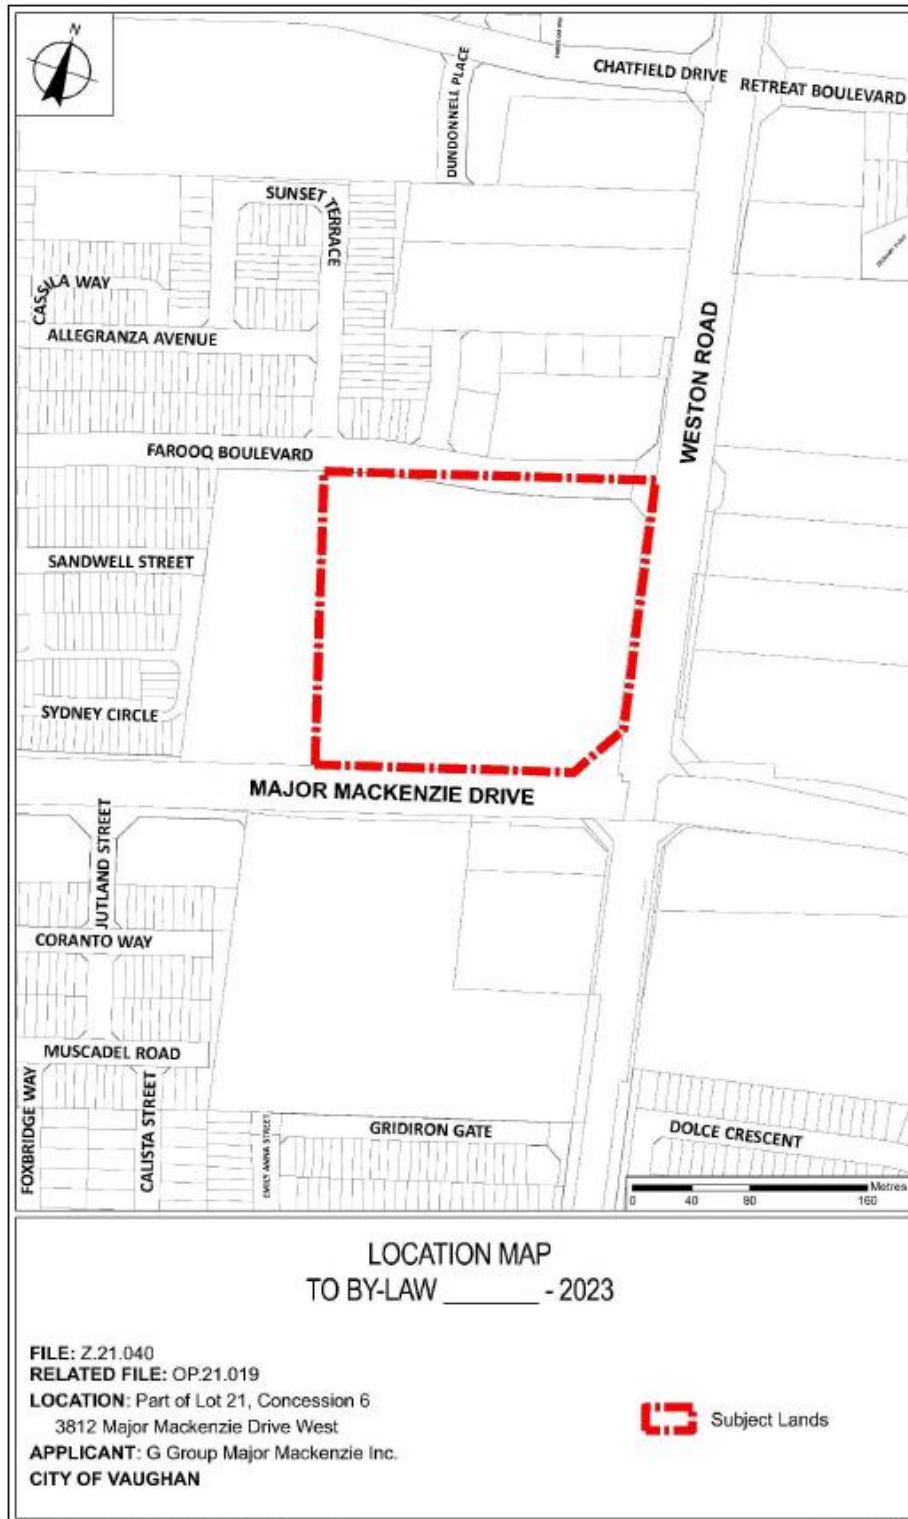 N
CHATFIELD DRIVE
RETREAT BOULEVARD
DUNDONNELL PLACE
SUNSET TERRACE
CASSILA WAY
ALLEGRANZA AVENUE
WESTON ROAD
FAROOQ BOULEVARD
SANDWELL STREET
SYDNEY CIRCLE
MAJOR MACKENZIE DRIVE
JUTLAND STREET
CORANTO WAY
MUSCADEL ROAD
FOXBRIDGE WAY
CALISTA STREET
EMILY ANNA STREET
GRIDIRON GATE
DOLCE CRESCENT
Metres
0 40 80 160
LOCATION MAP
TO BY-LAW _______ - 2023
FILE: Z.21.040
RELATED FILE: OP.21.019
LOCATION: Part of Lot 21, Concession 6
3812 Major Mackenzie Drive West
APPLICANT: G Group Major Mackenzie Inc.
CITY OF VAUGHAN
Subject Lands